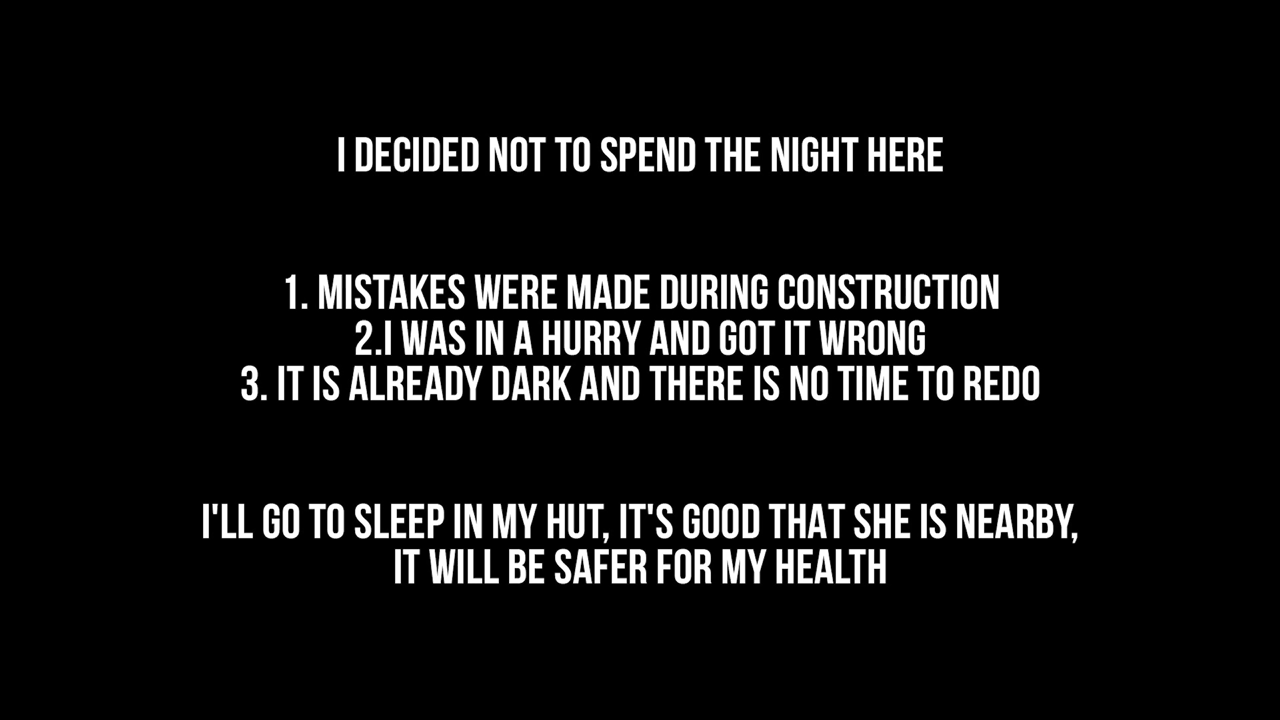 I DECIDED NOT TO SPEND THE NIGHT HERE
1. MISTAKES WERE MADE DURING CONSTRUCTION
2.I WAS IN A HURRY AND GOT IT WRONG
3. IT IS ALREADY DARK AND THERE IS NO TIME TO REDO
I'LL GO TO SLEEP IN MY HUT, IT'S GOOD THAT SHE IS NEARBY,
IT WILL BE SAFER FOR MY HEALTH